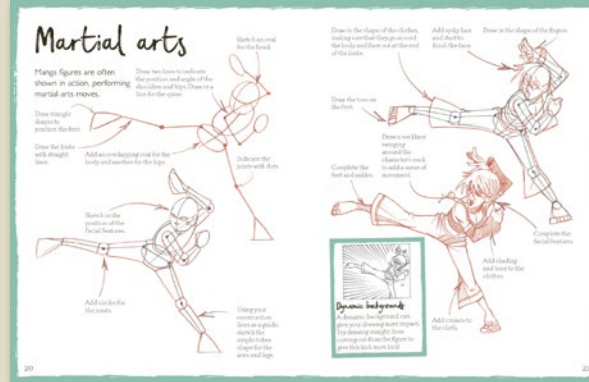 Martial arts
Manga figures are often
shown in action, performing
martial-arts moves.
Draw two lines to indicate
the position and angle of the
shoulders and hips. Draw in a
line for the spine.
Sketch an oval
for the head.
Draw triangle
shapes to
position the feet.
Draw the limbs
with straight
lines.
Add an overlapping oval for the
body and another for the hips.
Indicate the
joints with dots.
Sketch in the
position of the
facial features.
Add circles for
the joints.
Using your
construction
lines as a guide,
sketch the
simple tubes
shape for the
arms and legs.
20
Draw in the shape of the clothes,
making sure that they go around
the body and flare out at the end
of the limbs.
Add spiky hair
and start to
finish the face.
Draw in the shape of the fingers.
Draw the toes on
the feet.
Draw a necklace
swinging
around the
character's neck
to add a sense of
movement.
Complete the
feet and ankles.
Complete the
facial features.
Add shading
and tone to the
clothes.
Add creases to
the cloth.
Dynamic backgrounds
A dynamic background can
give your drawing more impact.
Try drawing straight lines
coming out from the figure to
give this kick more kick!